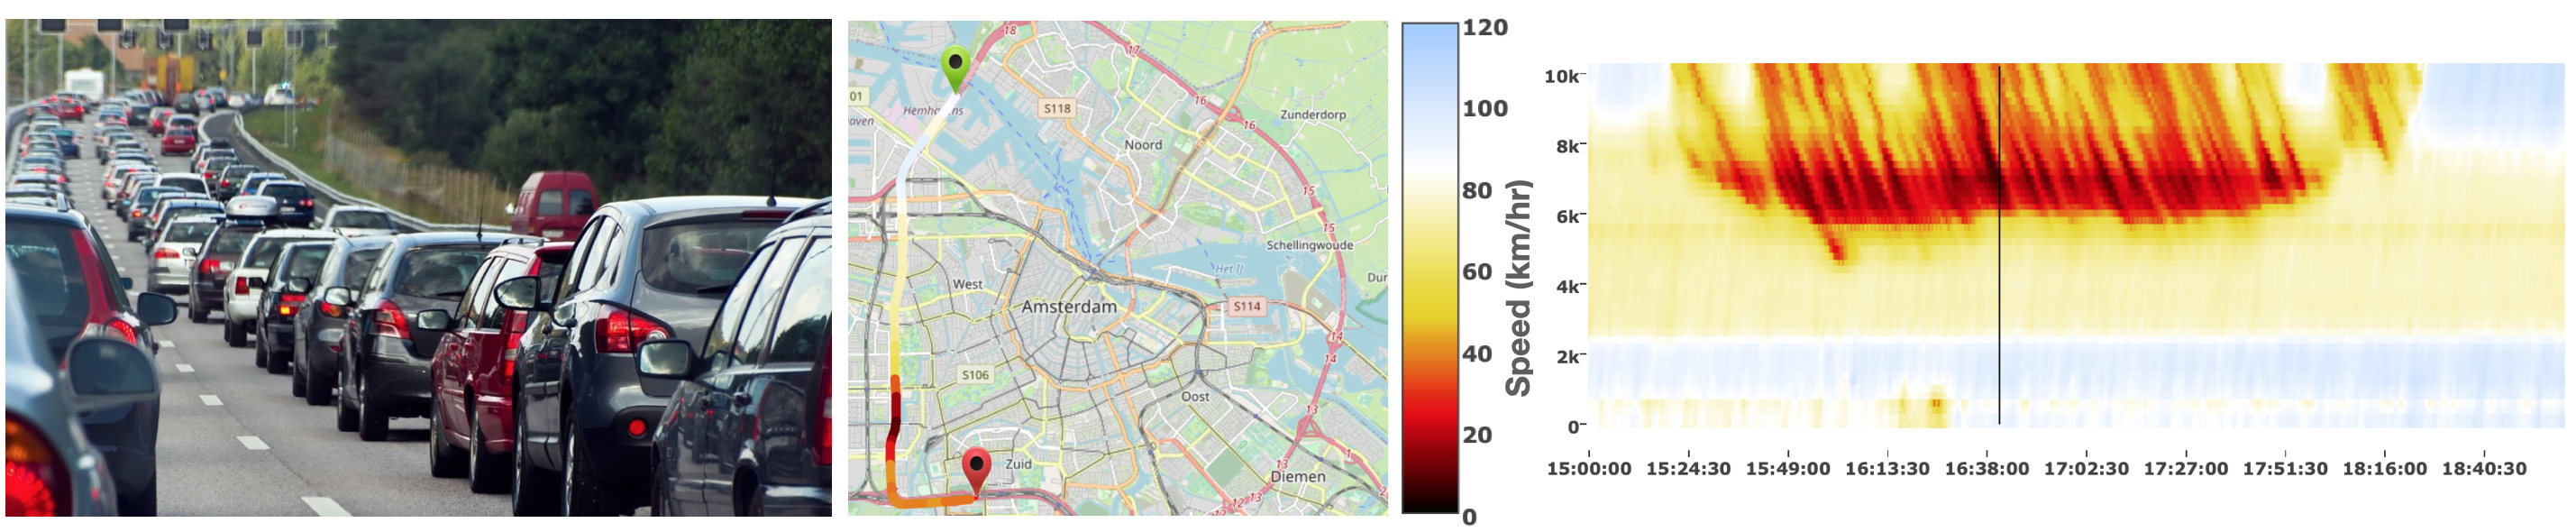 18
17
01
Hemhavens
oven
S118
16
16
Zunderdorp
Noord
15
15
Schellingwoude
Het IJ
Dur
West
Amsterdam
S114
14
14
S106
Oost
13
Zuid
13
Diemen
12
13
12
2
120
100
80
60
40
20
0
Speed (km/hr)
10k
8k
6k
4k
2k
0
15:00:00 15:24:30 15:49:00 16:13:30 16:38:00 17:02:30 17:27:00 17:51:30 18:16:00 18:40:30